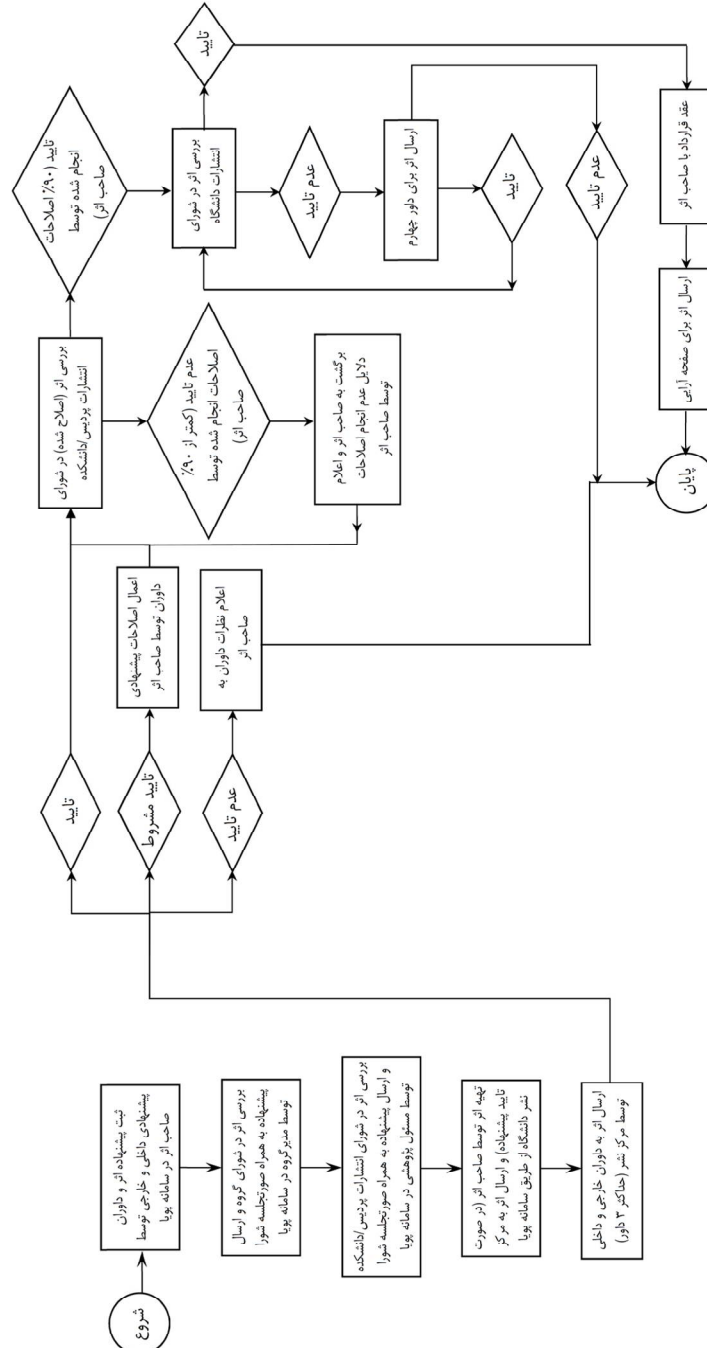 شروع
ثبت پیشنهاده اثر و داوران
پیشنهادی داخلی و خارجی توسط
صاحب اثر در سامانه پویا
بررسی اثر در شورای گروه و ارسال
پیشنهاده به همراه صورتجلسه شورا
توسط مدیرگروه در سامانه پویا
بررسی اثر در شورای انتشارات پردیس/دانشکده
و ارسال پیشنهاده به همراه صورتجلسه شورا
توسط مسئول پژوهشی در سامانه پویا
تهیه اثر توسط صاحب اثر (در صورت
تایید پیشنهاده) و ارسال اثر به مرکز
نشر دانشگاه از طریق سامانه پویا
ارسال اثر به داوران خارجی و داخلی
توسط مرکز نشر (حداکثر ۳ داور)
تایید
تایید مشروط
عدم تایید
اعمال اصلاحات پیشنهادی
داوران توسط صاحب اثر
اعلام نظرات داوران به
صاحب اثر
بررسی اثر (اصلاح شده) در شورای
انتشارات پردیس/دانشکده
عدم تایید (کمتر از ۹۰٪
اصلاحات انجام شده توسط
صاحب اثر)
برگشت به صاحب اثر و اعلام
دلایل عدم انجام اصلاحات
توسط صاحب اثر
تایید (۹۰٪ اصلاحات
انجام شده توسط
صاحب اثر)
بررسی اثر در شورای
انتشارات دانشگاه
تایید
عدم تایید
ارسال اثر برای داور چهارم
تایید
عدم تایید
عقد قرارداد با صاحب اثر
ارسال اثر برای صفحه آرایی
پایان